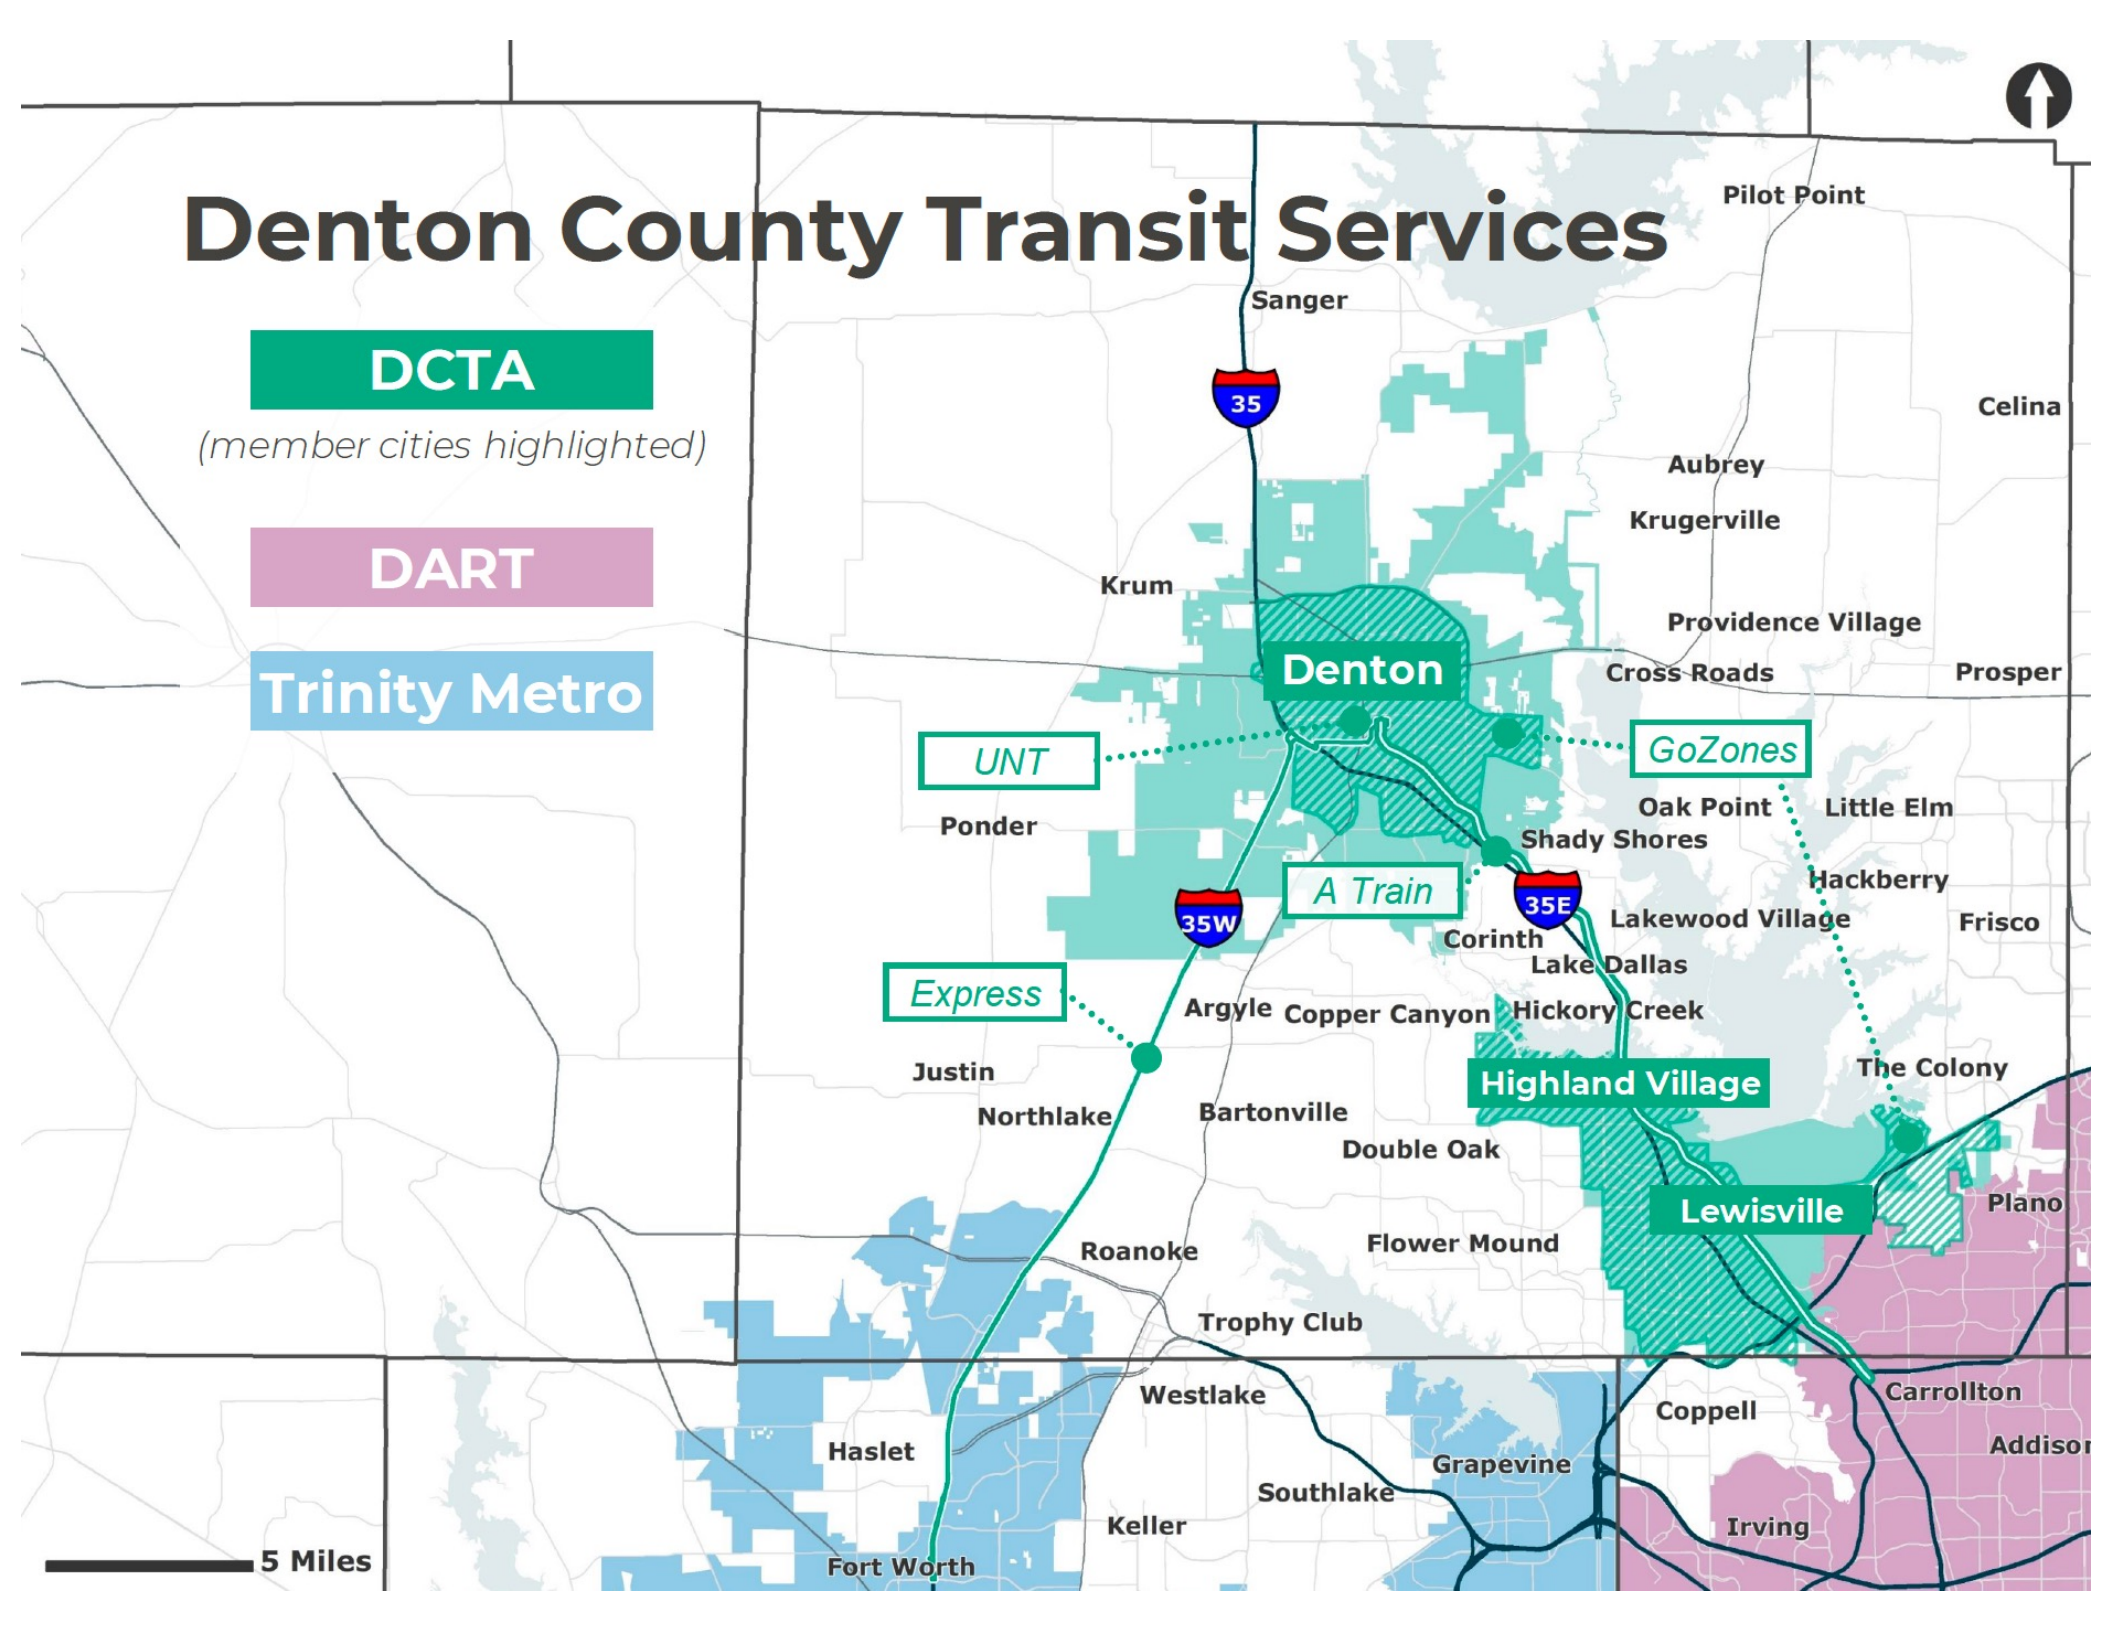 Denton County Transit Services
DCTA
(member cities highlighted)
DART
Trinity Metro
Pilot Point
Sanger
35
Celina
Aubrey
Krugerville
Krum
Providence Village
Denton
Cross Roads
Prosper
UNT
GoZones
Oak Point
Little Elm
Ponder
Shady Shores
A Train
Hackberry
35E
35W
Lakewood Village
Frisco
Corinth
Lake Dallas
Express
Argyle
Copper Canyon
Hickory Creek
Justin
The Colony
Highland Village
Northlake
Bartonville
Double Oak
Plano
Lewisville
Roanoke
Flower Mound
Trophy Club
Westlake
Carrollton
Coppell
Haslet
Addison
Grapevine
Southlake
Keller
Irving
5 Miles
Fort Worth